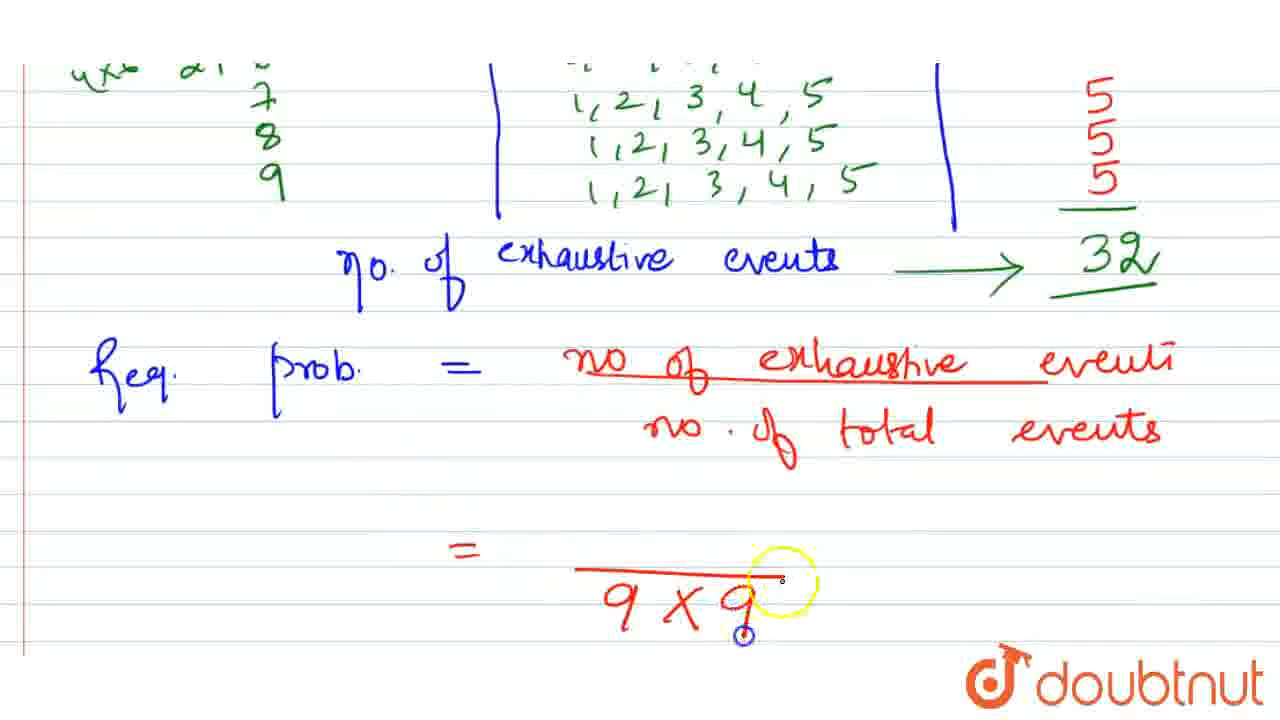 7 1, 2, 3, 4, 5 5
8 1, 2, 3, 4, 5 5
9 1, 2, 3, 4, 5 5
no. of exhaustive events → 32
Req. prob. = no of exhaustive eventi
no. of total events
=
9 × 9
doubtnut